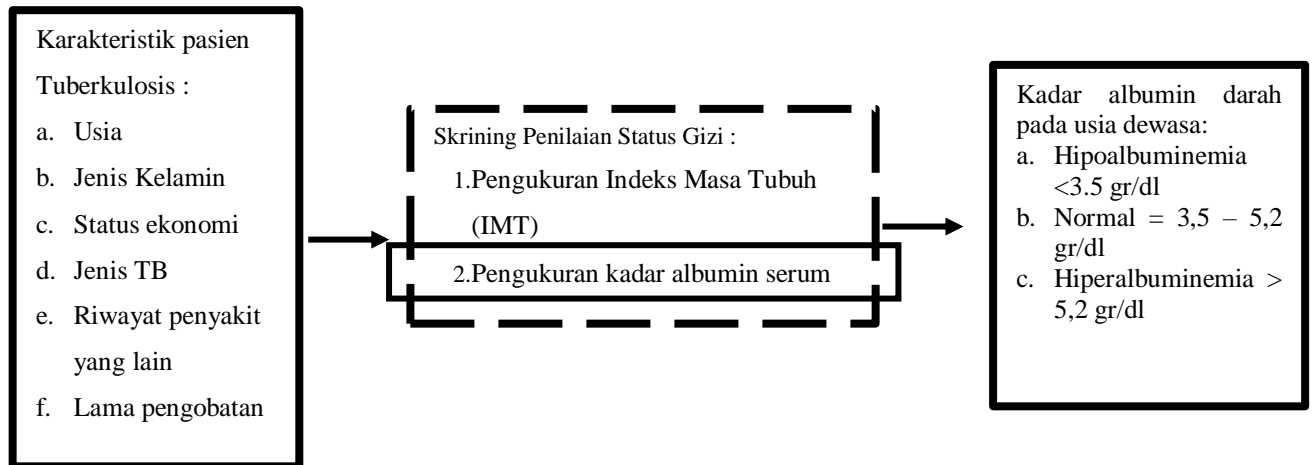 Karakteristik pasien
Tuberkulosis :
a. Usia
b. Jenis Kelamin
c. Status ekonomi
d. Jenis TB
e. Riwayat penyakit
yang lain
f. Lama pengobatan
Skrining Penilaian Status Gizi :
1.Pengukuran Indeks Masa Tubuh
(IMT)
2.Pengukuran kadar albumin serum
Kadar albumin darah
pada usia dewasa:
a. Hipoalbuminemia
<3.5 gr/dl
b. Normal = 3,5 – 5,2
gr/dl
c. Hiperalbuminemia >
5,2 gr/dl